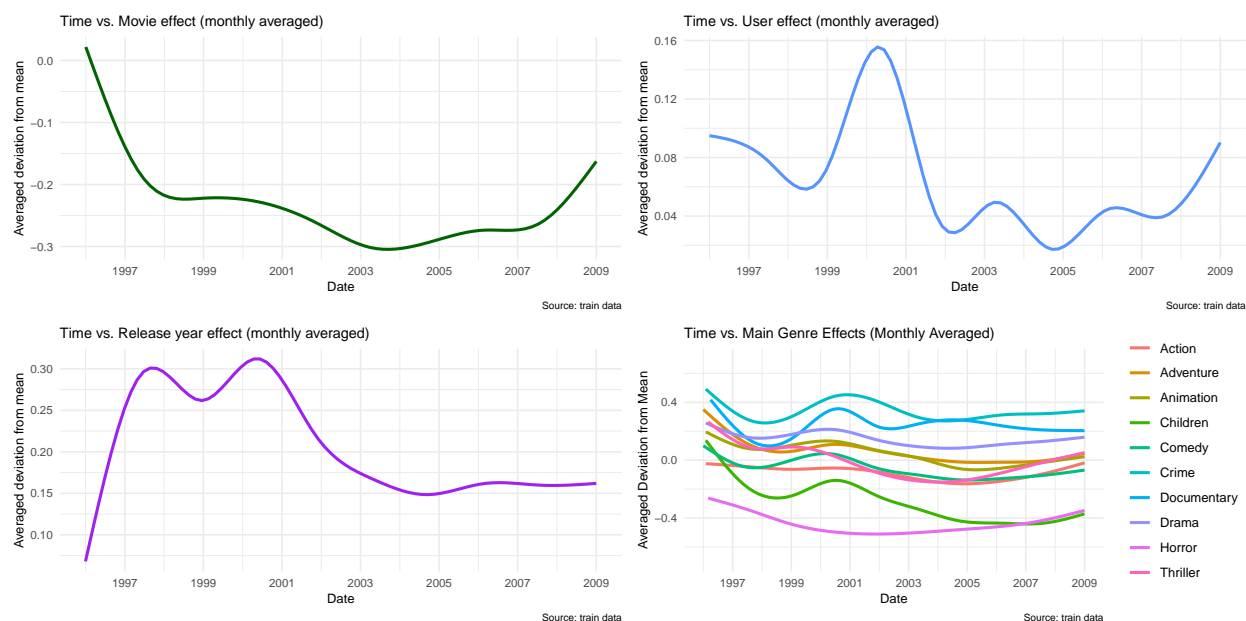 Time vs. Movie effect (monthly averaged)
Averaged deviation from mean
0.0
−0.1
−0.2
−0.3
1997
1999
2001
2003
2005
2007
2009
Date
Source: train data
Time vs. User effect (monthly averaged)
Averaged deviation from mean
0.16
0.12
0.08
0.04
1997
1999
2001
2003
2005
2007
2009
Date
Source: train data
Time vs. Release year effect (monthly averaged)
Averaged deviation from mean
0.30
0.25
0.20
0.15
0.10
1997
1999
2001
2003
2005
2007
2009
Date
Source: train data
Time vs. Main Genre Effects (Monthly Averaged)
Averaged Deviation from Mean
0.4
0.0
−0.4
1997
1999
2001
2003
2005
2007
2009
Date
Source: train data
Action
Adventure
Animation
Children
Comedy
Crime
Documentary
Drama
Horror
Thriller